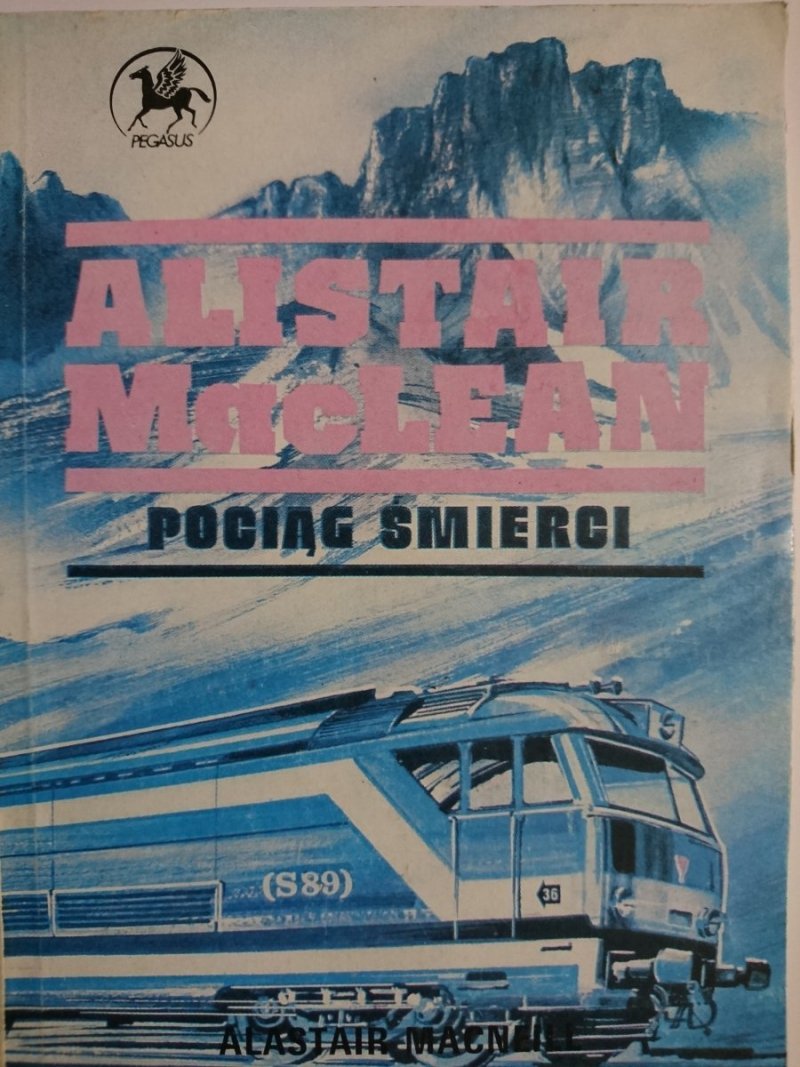 PEGASUS
ALISTAIR
MacLEAN
POCIĄG ŚMIERCI
(S89)
36
ALASTAIR MACNEILL